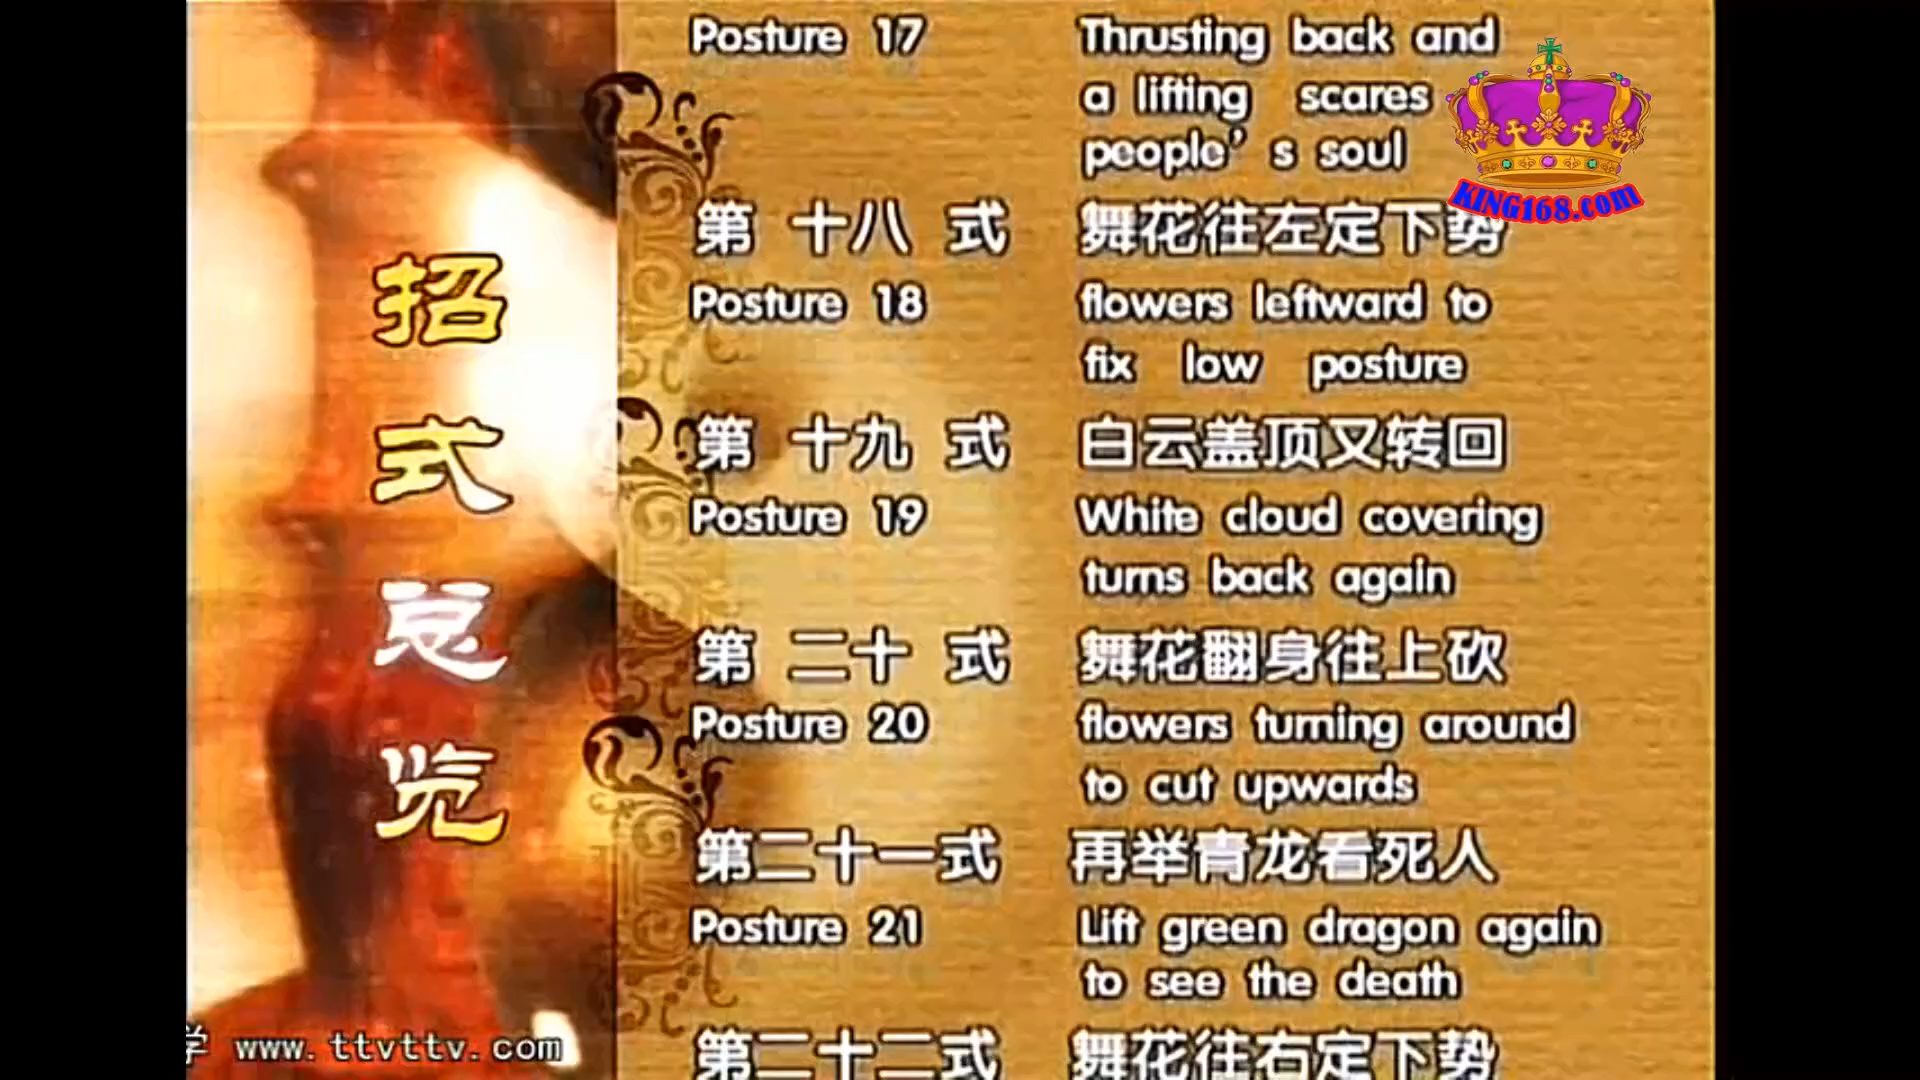 招式总览
Posture 17 Thrusting back and
a lifting scares
people's soul
第十八式 舞花往左定下势
Posture 18 flowers leftward to
fix low posture
第十九式 白云盖顶又转回
Posture 19 White cloud covering
turns back again
第二十式 舞花翻身往上砍
Posture 20 flowers turning around
to cut upwards
第二十一式 再举青龙看死人
Posture 21 Lift green dragon again
to see the death
第二十二式 舞花往右定下势
KING168.com
学 www.ttvttv.com